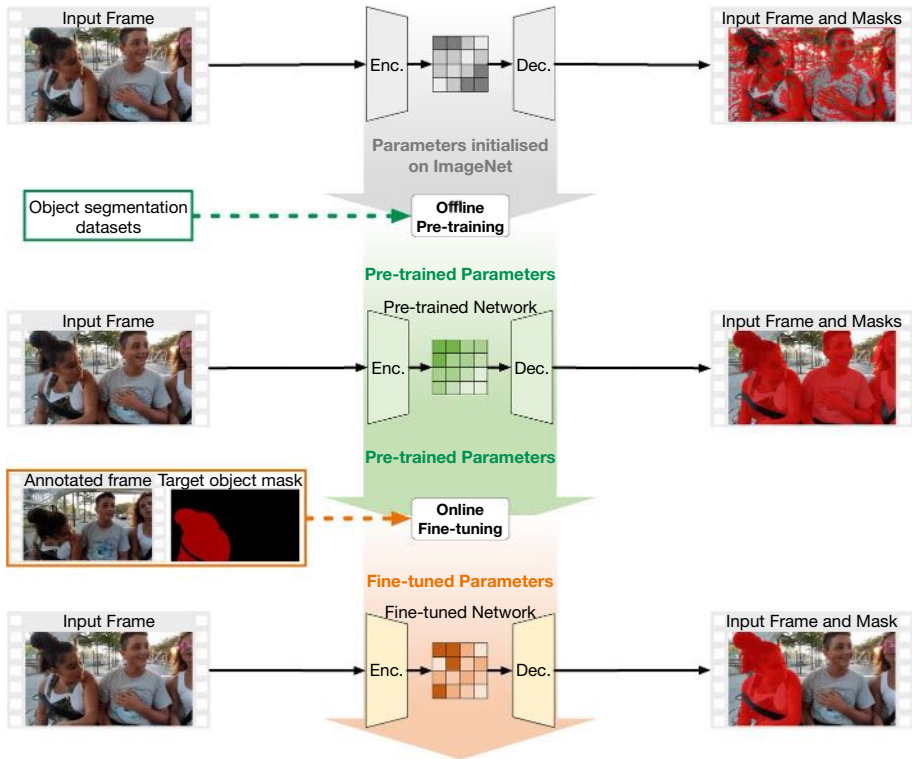 Input Frame
Enc.
Dec.
Input Frame and Masks
Parameters initialised
on ImageNet
Object segmentation
datasets
Offline
Pre-training
Pre-trained Parameters
Pre-trained Network
Input Frame
Enc.
Dec.
Input Frame and Masks
Pre-trained Parameters
Annotated frame
Target object mask
Online
Fine-tuning
Fine-tuned Parameters
Fine-tuned Network
Input Frame
Enc.
Dec.
Input Frame and Mask